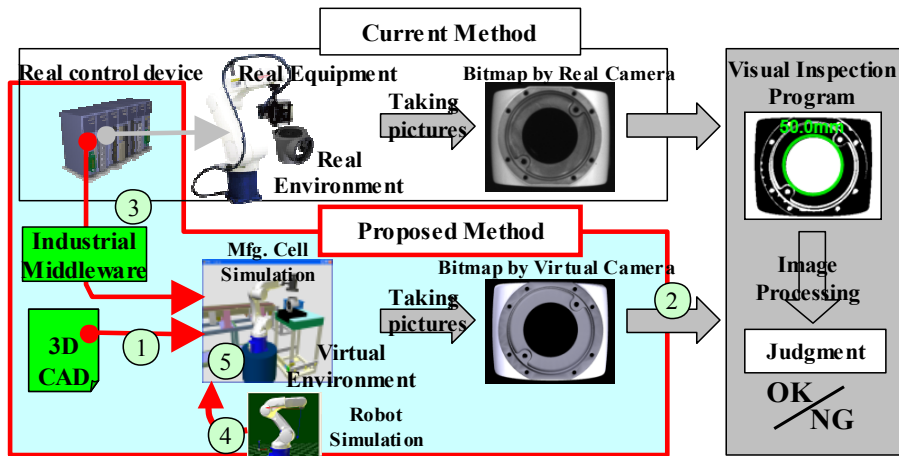 Current Method
Real control device
Real Equipment
Bitmap by Real Camera
Taking
pictures
Real
Environment
Visual Inspection
Program
50.0mm
3
Proposed Method
Industrial
Middleware
Mfg. Cell
Simulation
Bitmap by Virtual Camera
Taking
pictures
2
1
3D
CAD
5
Virtual
Environment
4
Robot
Simulation
Image
Processing
Judgment
OK
NG